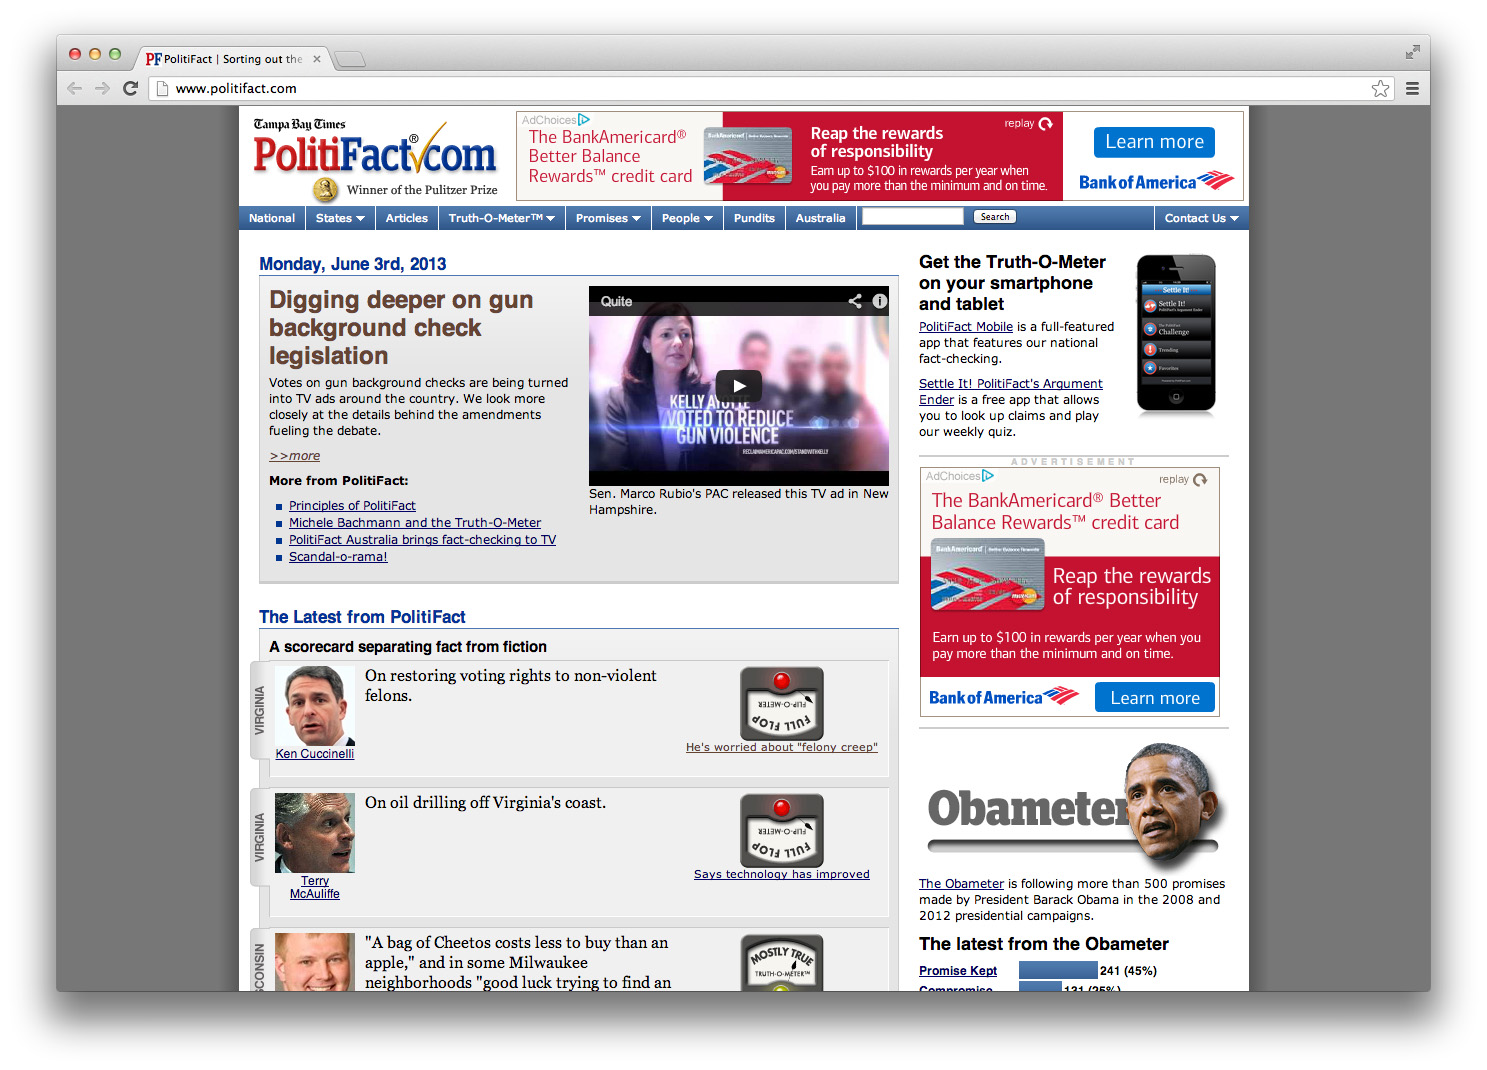 PF PolitiFact | Sorting out the
www.politifact.com
Tampa Bay Times
PolitiFact.com
®
Winner of the Pulitzer Prize
AdChoices
The BankAmericard®
Better Balance
Rewards™ credit card
Reap the rewards
of responsibility
Earn up to $100 in rewards per year when
you pay more than the minimum and on time.
replay
Learn more
Bank of America
National
States
Articles
Truth-O-Meter™
Promises
People
Pundits
Australia
Search
Contact Us
Monday, June 3rd, 2013
Digging deeper on gun
background check
legislation
Votes on gun background checks are being turned
into TV ads around the country. We look more
closely at the details behind the amendments
fueling the debate.
>>more
More from PolitiFact:
Principles of PolitiFact
Michele Bachmann and the Truth-O-Meter
PolitiFact Australia brings fact-checking to TV
Scandal-o-rama!
Quite
KELLY AYOTTE
VOTED TO REDUCE
GUN VIOLENCE
RECLAIMAMERICAPAC.COM/STANDWITHKELLY
Sen. Marco Rubio's PAC released this TV ad in New
Hampshire.
The Latest from PolitiFact
A scorecard separating fact from fiction
VIRGINIA
Ken Cuccinelli
On restoring voting rights to non-violent
felons.
FLIP-O-METER
FULL FLOP
He's worried about "felony creep"
VIRGINIA
Terry
McAuliffe
On oil drilling off Virginia's coast.
FLIP-O-METER
FULL FLOP
Says technology has improved
SCONSIN
"A bag of Cheetos costs less to buy than an
apple," and in some Milwaukee
neighborhoods "good luck trying to find an
MOSTLY TRUE
TRUTH-O-METER™
Get the Truth-O-Meter
on your smartphone
and tablet
PolitiFact Mobile is a full-featured
app that features our national
fact-checking.
Settle It! PolitiFact's Argument
Ender is a free app that allows
you to look up claims and play
our weekly quiz.
Settle It!
Settle It!
PolitiFact's Argument Ender
Challenge
Trending
Favorites
ADVERTISEMENT
AdChoices
replay
The BankAmericard® Better
Balance Rewards™ credit card
BankAmericard
Better Balance Rewards
Reap the rewards
of responsibility
Earn up to $100 in rewards per year when you
pay more than the minimum and on time.
Bank of America
Learn more
Obameter
The Obameter is following more than 500 promises
made by President Barack Obama in the 2008 and
2012 presidential campaigns.
The latest from the Obameter
Promise Kept 241 (45%)
Compromise 131 (25%)